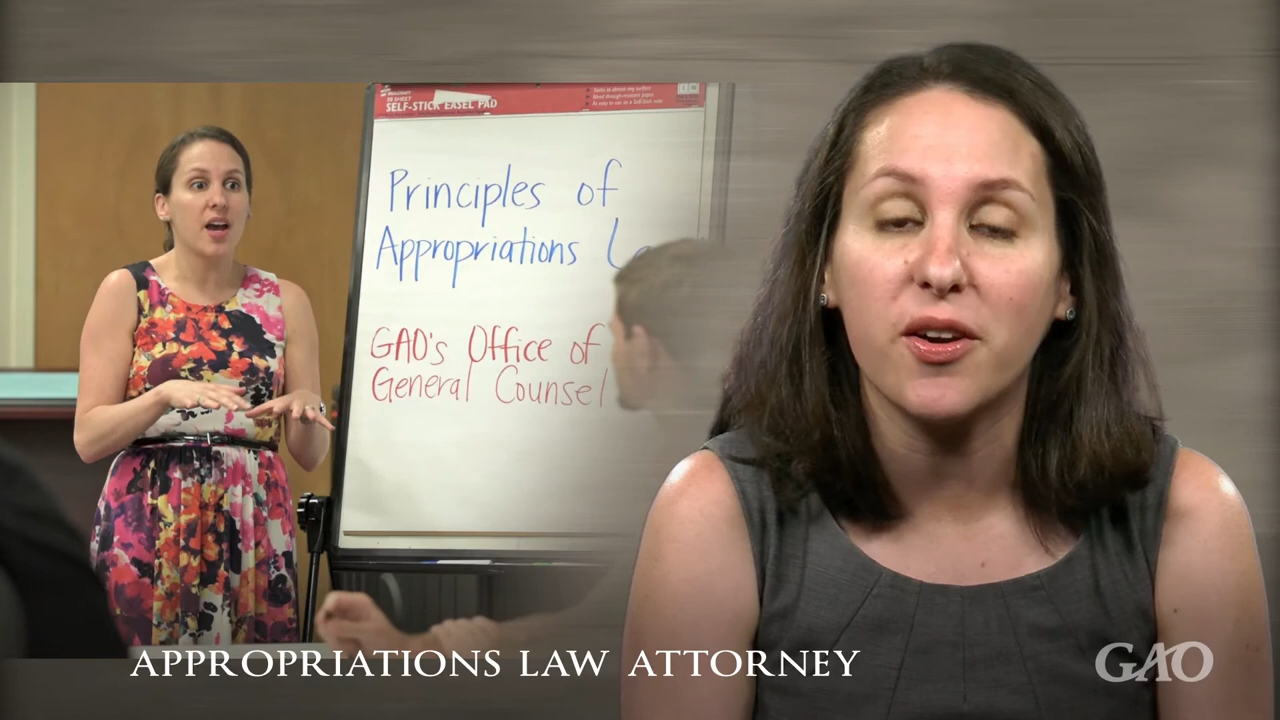 SELF-STICK EASEL PAD
Principles of
Appropriations
GAO's Office of
General Counsel
APPROPRIATIONS LAW ATTORNEY
GAO